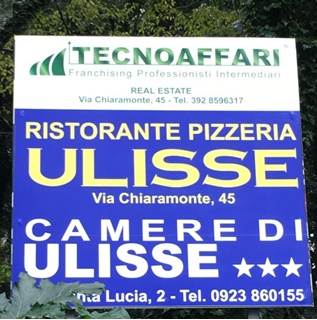 TECNOAFFARI
Franchising Professionisti Intermediari
REAL ESTATE
Via Chiaramonte, 45 - Tel. 392 8596317
RISTORANTE PIZZERIA
ULISSE
Via Chiaramonte, 45
CAMERE DI
ULISSE ★★★
Lucia, 2 - Tel. 0923 860155